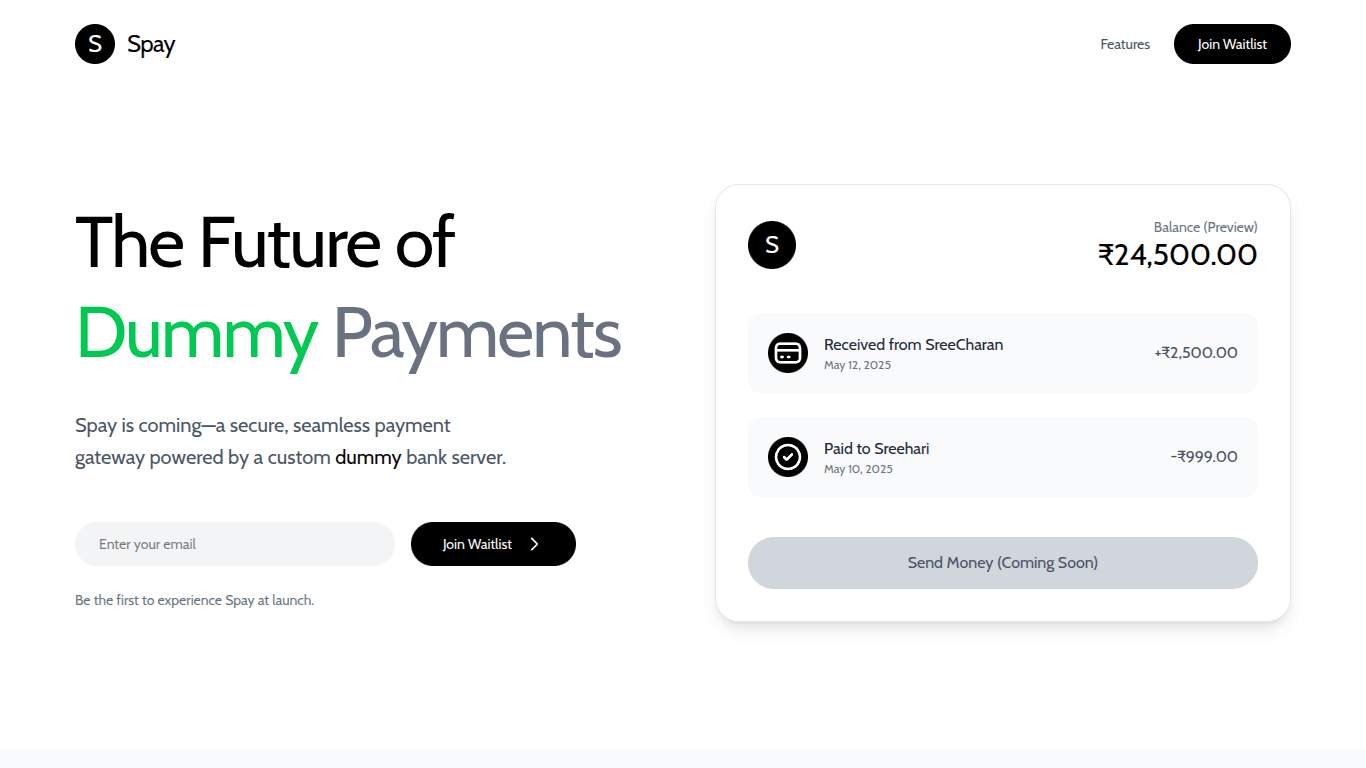 S Spay
Features
Join Waitlist
The Future of
Dummy Payments
Spay is coming—a secure, seamless payment
gateway powered by a custom dummy bank server.
Enter your email
Join Waitlist
Be the first to experience Spay at launch.
S
Balance (Preview)
₹24,500.00
Received from SreeCharan
May 12, 2025
+₹2,500.00
Paid to Sreehari
May 10, 2025
-₹999.00
Send Money (Coming Soon)